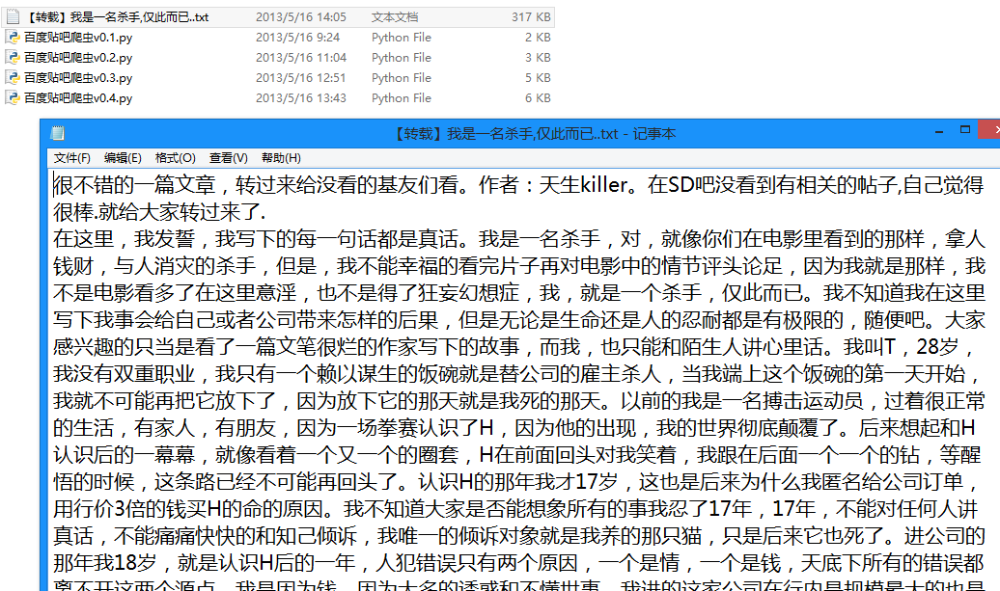 【转载】我是一名杀手,仅此而已..txt 2013/5/16 14:05 文本文档 317 KB
百度贴吧爬虫v0.1.py 2013/5/16 9:24 Python File 2 KB
百度贴吧爬虫v0.2.py 2013/5/16 11:04 Python File 3 KB
百度贴吧爬虫v0.3.py 2013/5/16 12:51 Python File 5 KB
百度贴吧爬虫v0.4.py 2013/5/16 13:43 Python File 6 KB
【转载】我是一名杀手,仅此而已..txt - 记事本
文件(F) 编辑(E) 格式(O) 查看(V) 帮助(H)
很不错的一篇文章，转过来给没看的基友们看。作者：天生killer。在SD吧没看到有相关的帖子,自己觉得
很棒.就给大家转过来了.
在这里，我发誓，我写下的每一句话都是真话。我是一名杀手，对，就像你们在电影里看到的那样，拿人
钱财，与人消灾的杀手，但是，我不能幸福的看完片子再对电影中的情节评头论足，因为我就是那样，我
不是电影看多了在这里意淫，也不是得了狂妄幻想症，我，就是一个杀手，仅此而已。我不知道我在这里
写下我事会给自己或者公司带来怎样的后果，但是无论是生命还是人的忍耐都是有极限的，随便吧。大家
感兴趣的只当是看了一篇文笔很烂的作家写下的故事，而我，也只能和陌生人讲心里话。我叫T，28岁，
我没有双重职业，我只有一个赖以谋生的饭碗就是替公司的雇主杀人，当我端上这个饭碗的第一天开始，
我就不可能再把它放下了，因为放下它的那天就是我死的那天。以前的我是一名搏击运动员，过着很正常
的生活，有家人，有朋友，因为一场拳赛认识了H，因为他的出现，我的世界彻底颠覆了。后来想起和H
认识后的一幕幕，就像看着一个又一个的圈套，H在前面回头对我笑着，我跟在后面一个一个的钻，等醒
悟的时候，这条路已经不可能再回头了。认识H的那年我才17岁，这也是后来为什么我匿名给公司订单，
用行价3倍的钱买H的命的原因。我不知道大家是否能想象所有的事我忍了17年，17年，不能对任何人讲
真话，不能痛痛快快的和知己倾诉，我唯一的倾诉对象就是我养的那只猫，只是后来它也死了。进公司的
那年我18岁，就是认识H后的一年，人犯错误只有两个原因，一个是情，一个是钱，天底下所有的错误都
离不开这两个源点，我是因为钱，因为太多的诱惑和不懂世事，我进的这家公司在行内是规模最大的也是